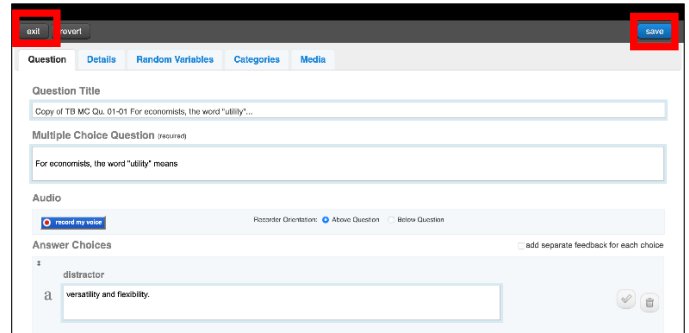 exit revert save
Question Details Random Variables Categories Media
Question Title
Copy of TB MC Qu. 01-01 For economists, the word "utility"...
Multiple Choice Question (required)
For economists, the word "utility" means
Audio
record my voice Recorder Orientation: Above Question Below Question
Answer Choices add separate feedback for each choice
distractor
a versatility and flexibility.